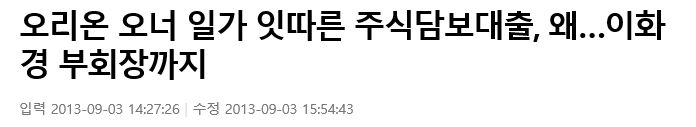 오리온 오너 일가 잇따른 주식담보대출, 왜...이화
경 부회장까지
입력 2013-09-03 14:27:26 | 수정 2013-09-03 15:54:43